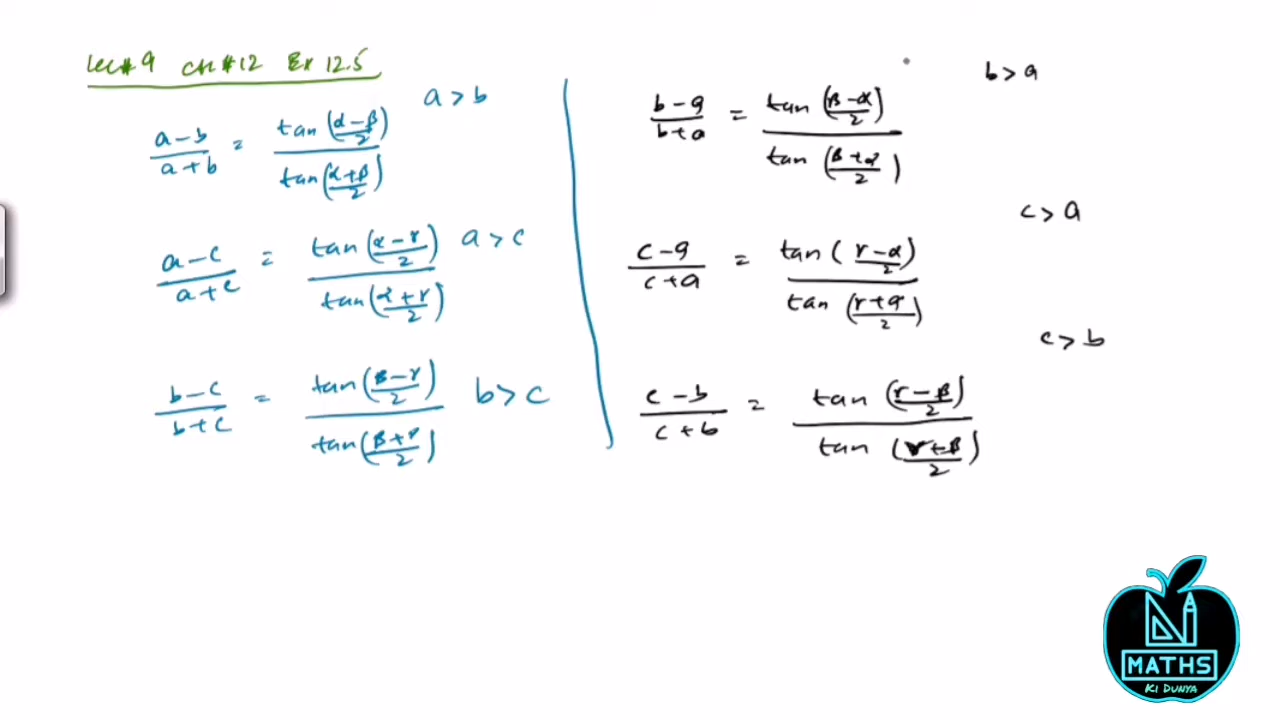 Lec# 9 CH #12 Ex 12.5
a > b
a - b / a + b = tan (α - β / 2) / tan (α + β / 2)
a - c / a + c = tan (α - γ / 2) / tan (α + γ / 2) a > c
b - c / b + c = tan (β - γ / 2) / tan (β + γ / 2) b > c
b > a
b - a / b + a = tan (β - α / 2) / tan (β + α / 2)
c > a
c - a / c + a = tan (γ - α / 2) / tan (γ + α / 2)
c > b
c - b / c + b = tan (γ - β / 2) / tan (γ + β / 2)
MATHS
KI DUNYA